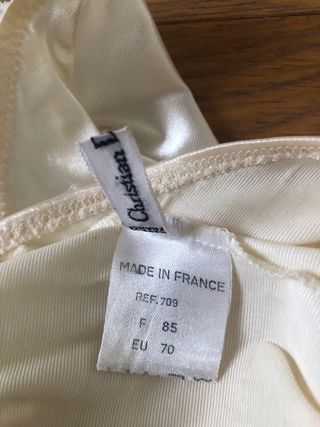 Christian
MADE IN FRANCE
REF.709
F 85
EU 70